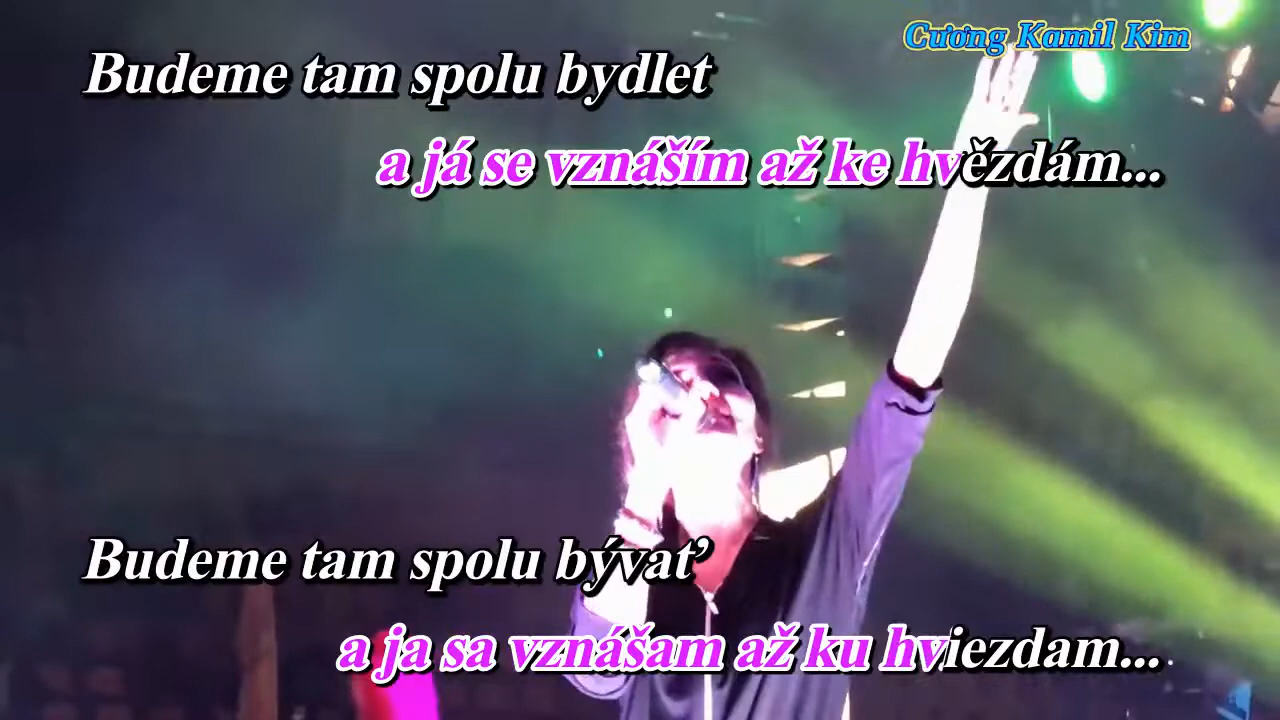 Cương Kamil Kim
Budeme tam spolu bydlet
a já se vznáším až ke hvězdám...
Budeme tam spolu bývať
a ja sa vznášam až ku hviezdam...